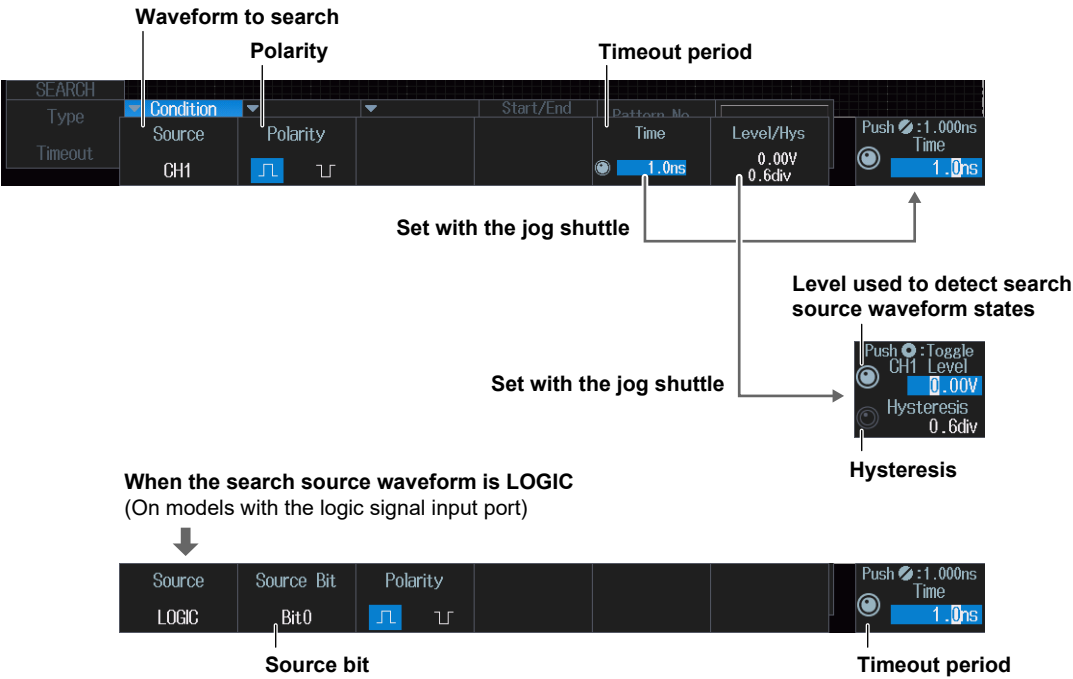 Waveform to search
Polarity
Timeout period
SEARCH
Type
Timeout
Condition
Start/End
Pattern No
Source
CH1
Polarity
Time
1.0ns
Level/Hys
0.00V
0.6div
Push :1.000ns
Time
1.0ns
Set with the jog shuttle
Level used to detect search
source waveform states
Push :Toggle
CH1 Level
0.00V
Hysteresis
0.6div
Set with the jog shuttle
Hysteresis
When the search source waveform is LOGIC
(On models with the logic signal input port)
Source
LOGIC
Source Bit
Bit0
Polarity
Push :1.000ns
Time
1.0ns
Source bit
Timeout period